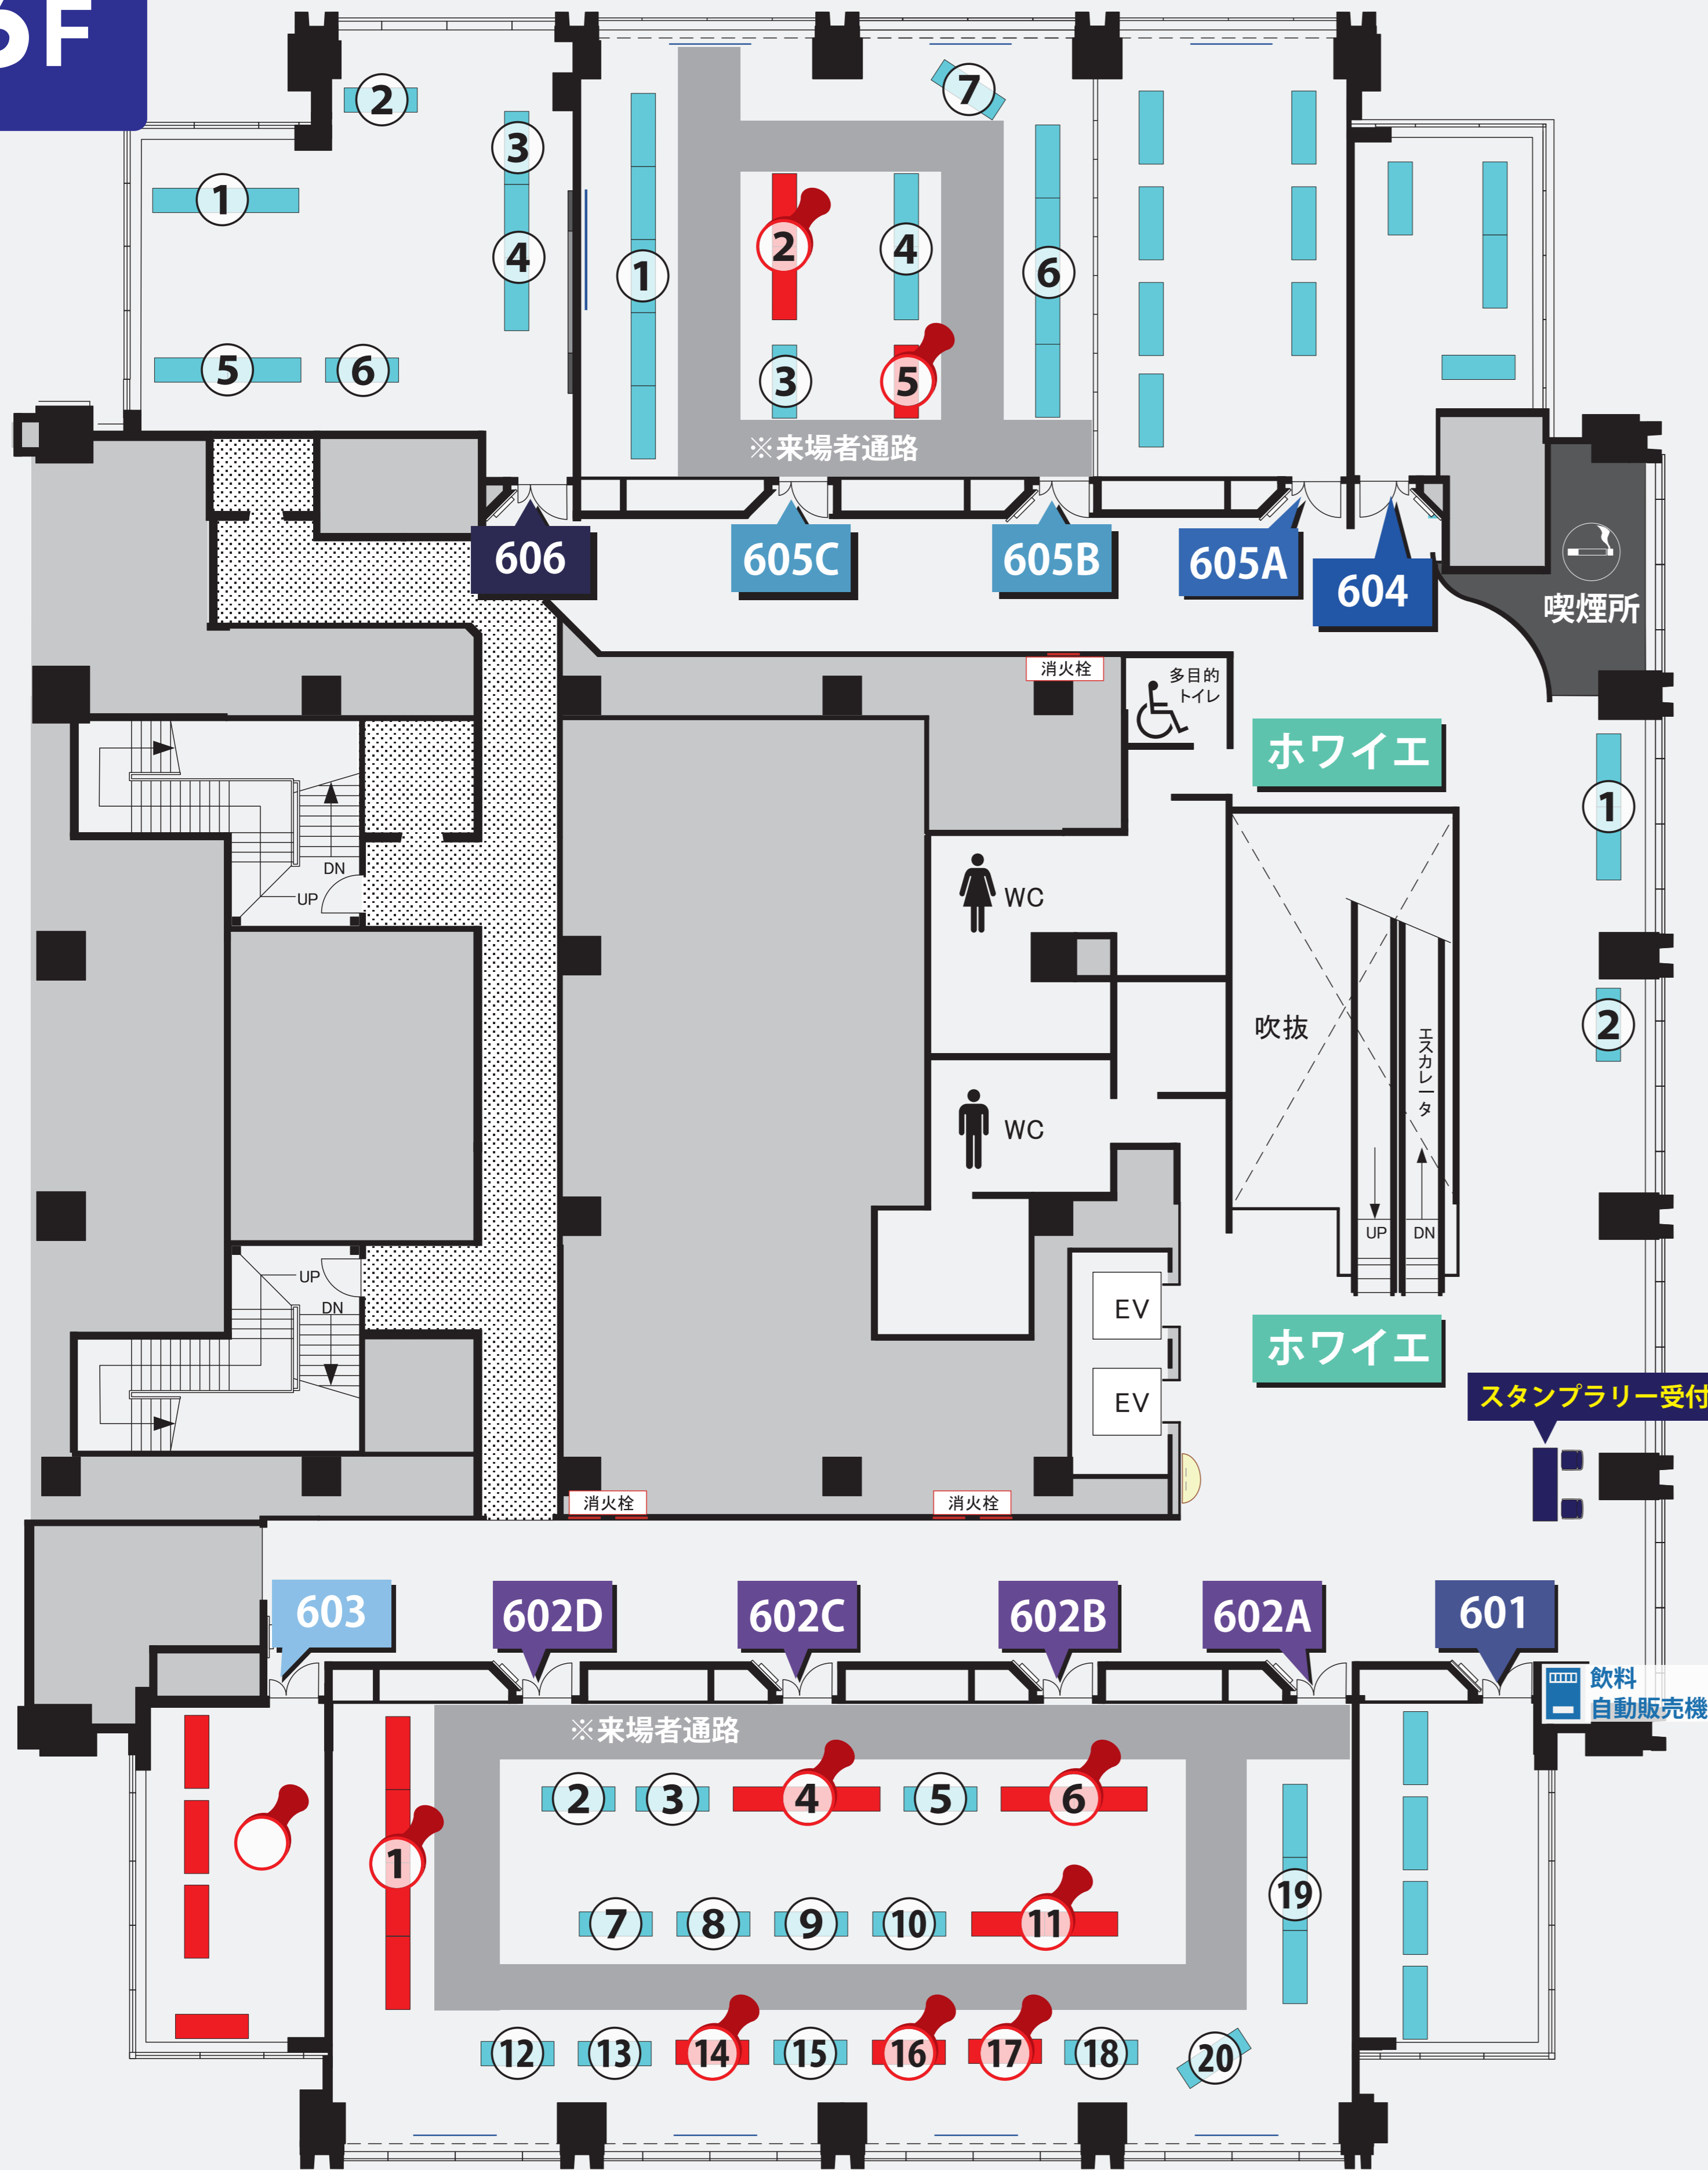 6F
2
7
3
1
2
4
4
1
6
5
6
3
5
※来場者通路
606
605C
605B
605A
604
喫煙所
消火栓
多目的
トイレ
ホワイエ
1
DN
UP
WC
2
吹抜
エスカレータ
WC
UP
DN
UP
DN
EV
ホワイエ
EV
スタンプラリー受付
消火栓
消火栓
603
602D
602C
602B
602A
601
飲料
自動販売機
※来場者通路
2
3
4
5
6
1
19
7
8
9
10
11
12
13
14
15
16
17
18
20